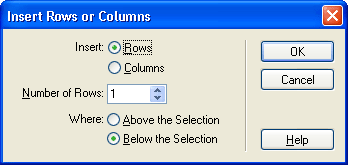 Insert Rows or Columns
Insert: Rows
Columns
Number of Rows: 1
Where: Above the Selection
Below the Selection
OK
Cancel
Help